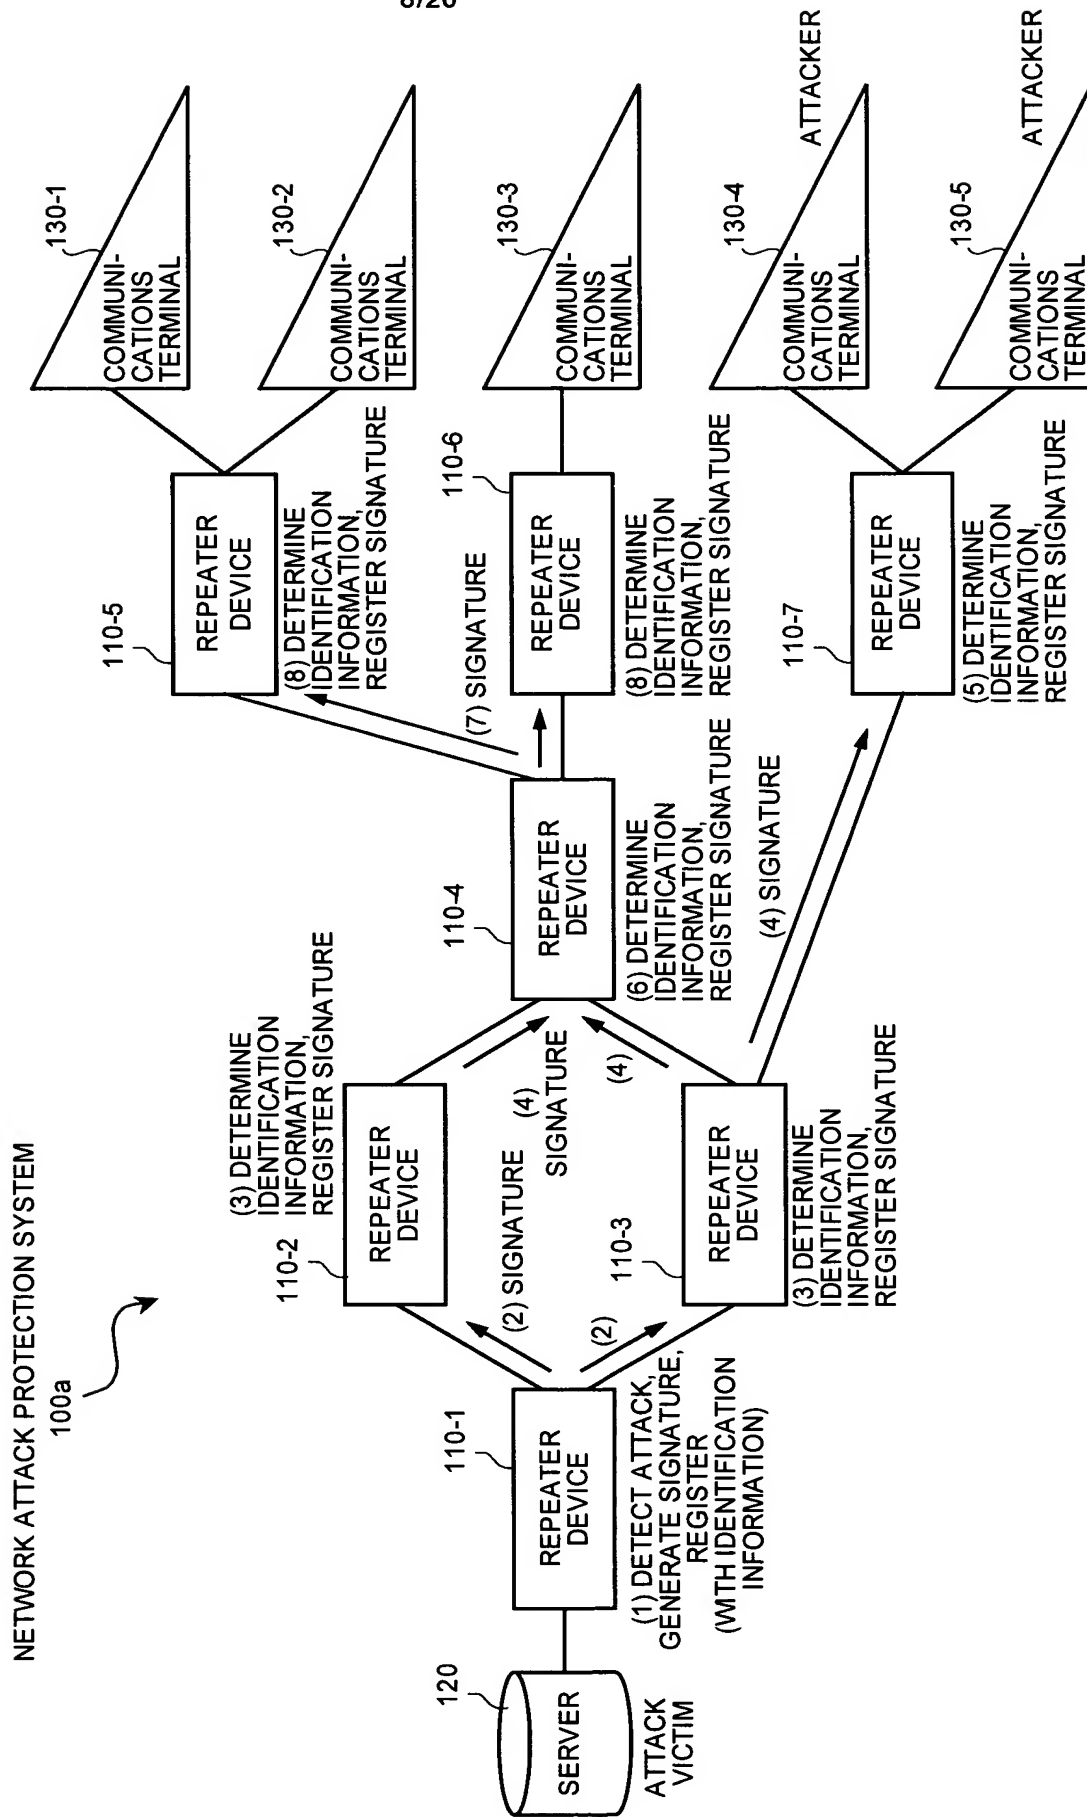 8/26
NETWORK ATTACK PROTECTION SYSTEM
100a
120
SERVER
ATTACK
VICTIM
110-1
REPEATER
DEVICE
(1) DETECT ATTACK,
GENERATE SIGNATURE,
REGISTER
(WITH IDENTIFICATION
INFORMATION)
(2) SIGNATURE
(2)
110-2
REPEATER
DEVICE
(3) DETERMINE
IDENTIFICATION
INFORMATION,
REGISTER SIGNATURE
110-3
REPEATER
DEVICE
(3) DETERMINE
IDENTIFICATION
INFORMATION,
REGISTER SIGNATURE
(4)
SIGNATURE
(4)
(4) SIGNATURE
110-4
REPEATER
DEVICE
(6) DETERMINE
IDENTIFICATION
INFORMATION,
REGISTER SIGNATURE
(7) SIGNATURE
110-5
REPEATER
DEVICE
(8) DETERMINE
IDENTIFICATION
INFORMATION,
REGISTER SIGNATURE
110-6
REPEATER
DEVICE
(8) DETERMINE
IDENTIFICATION
INFORMATION,
REGISTER SIGNATURE
110-7
REPEATER
DEVICE
(5) DETERMINE
IDENTIFICATION
INFORMATION,
REGISTER SIGNATURE
130-1
COMMUNI-
CATIONS
TERMINAL
130-2
COMMUNI-
CATIONS
TERMINAL
130-3
COMMUNI-
CATIONS
TERMINAL
130-4
COMMUNI-
CATIONS
TERMINAL
ATTACKER
130-5
COMMUNI-
CATIONS
TERMINAL
ATTACKER